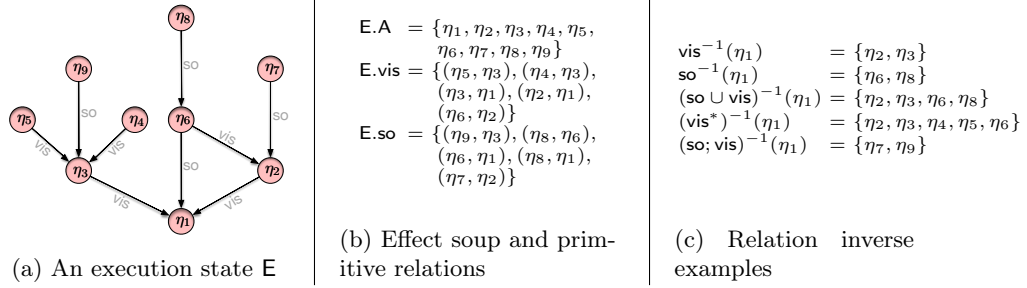 η8
so
η9
η7
so
η5
η4
η6
vis
vis
so
vis
η3
η2
vis
vis
η1
(a) An execution state E
E.A = {η1, η2, η3, η4, η5,
η6, η7, η8, η9}
E.vis = {(η5, η3), (η4, η3),
(η3, η1), (η2, η1),
(η6, η2)}
E.so = {(η9, η3), (η8, η6),
(η6, η1), (η8, η1),
(η7, η2)}
(b) Effect soup and prim-
itive relations
vis⁻¹(η1) = {η2, η3}
so⁻¹(η1) = {η6, η8}
(so ∪ vis)⁻¹(η1) = {η2, η3, η6, η8}
(vis*)⁻¹(η1) = {η2, η3, η4, η5, η6}
(so; vis)⁻¹(η1) = {η7, η9}
(c) Relation inverse
examples